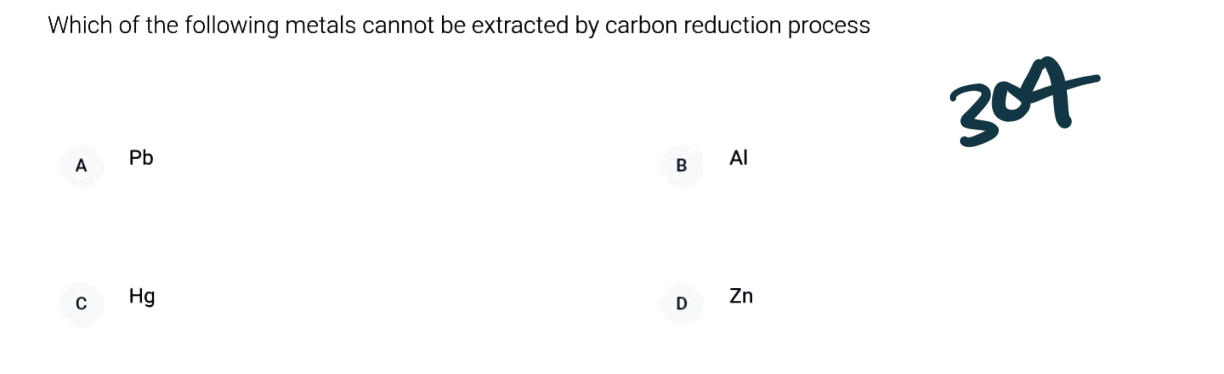 Which of the following metals cannot be extracted by carbon reduction process
304
A Pb
B Al
C Hg
D Zn